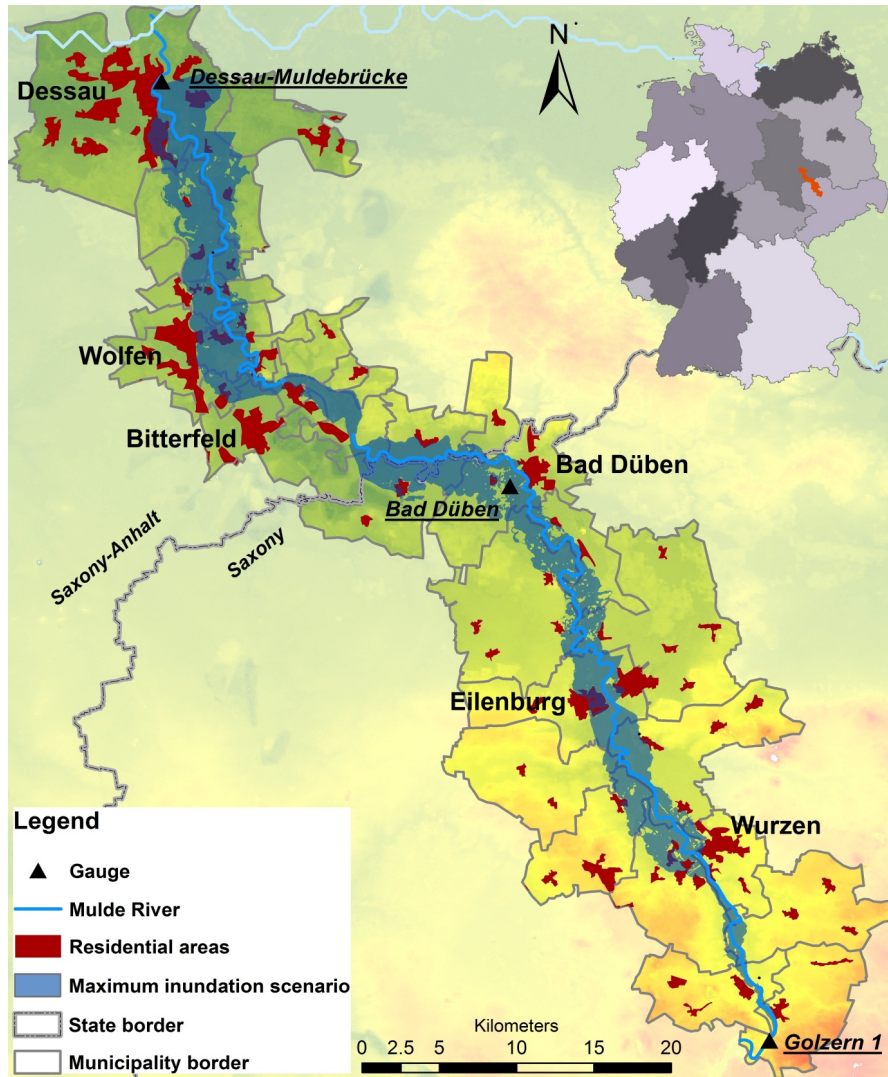 N
Dessau-Muldebrücke
Dessau
Wolfen
Bitterfeld
Bad Düben
Bad Düben
Saxony-Anhalt
Saxony
Eilenburg
Wurzen
Golzern 1
Legend
Gauge
Mulde River
Residential areas
Maximum inundation scenario
State border
Municipality border
Kilometers
0 2.5 5 10 15 20